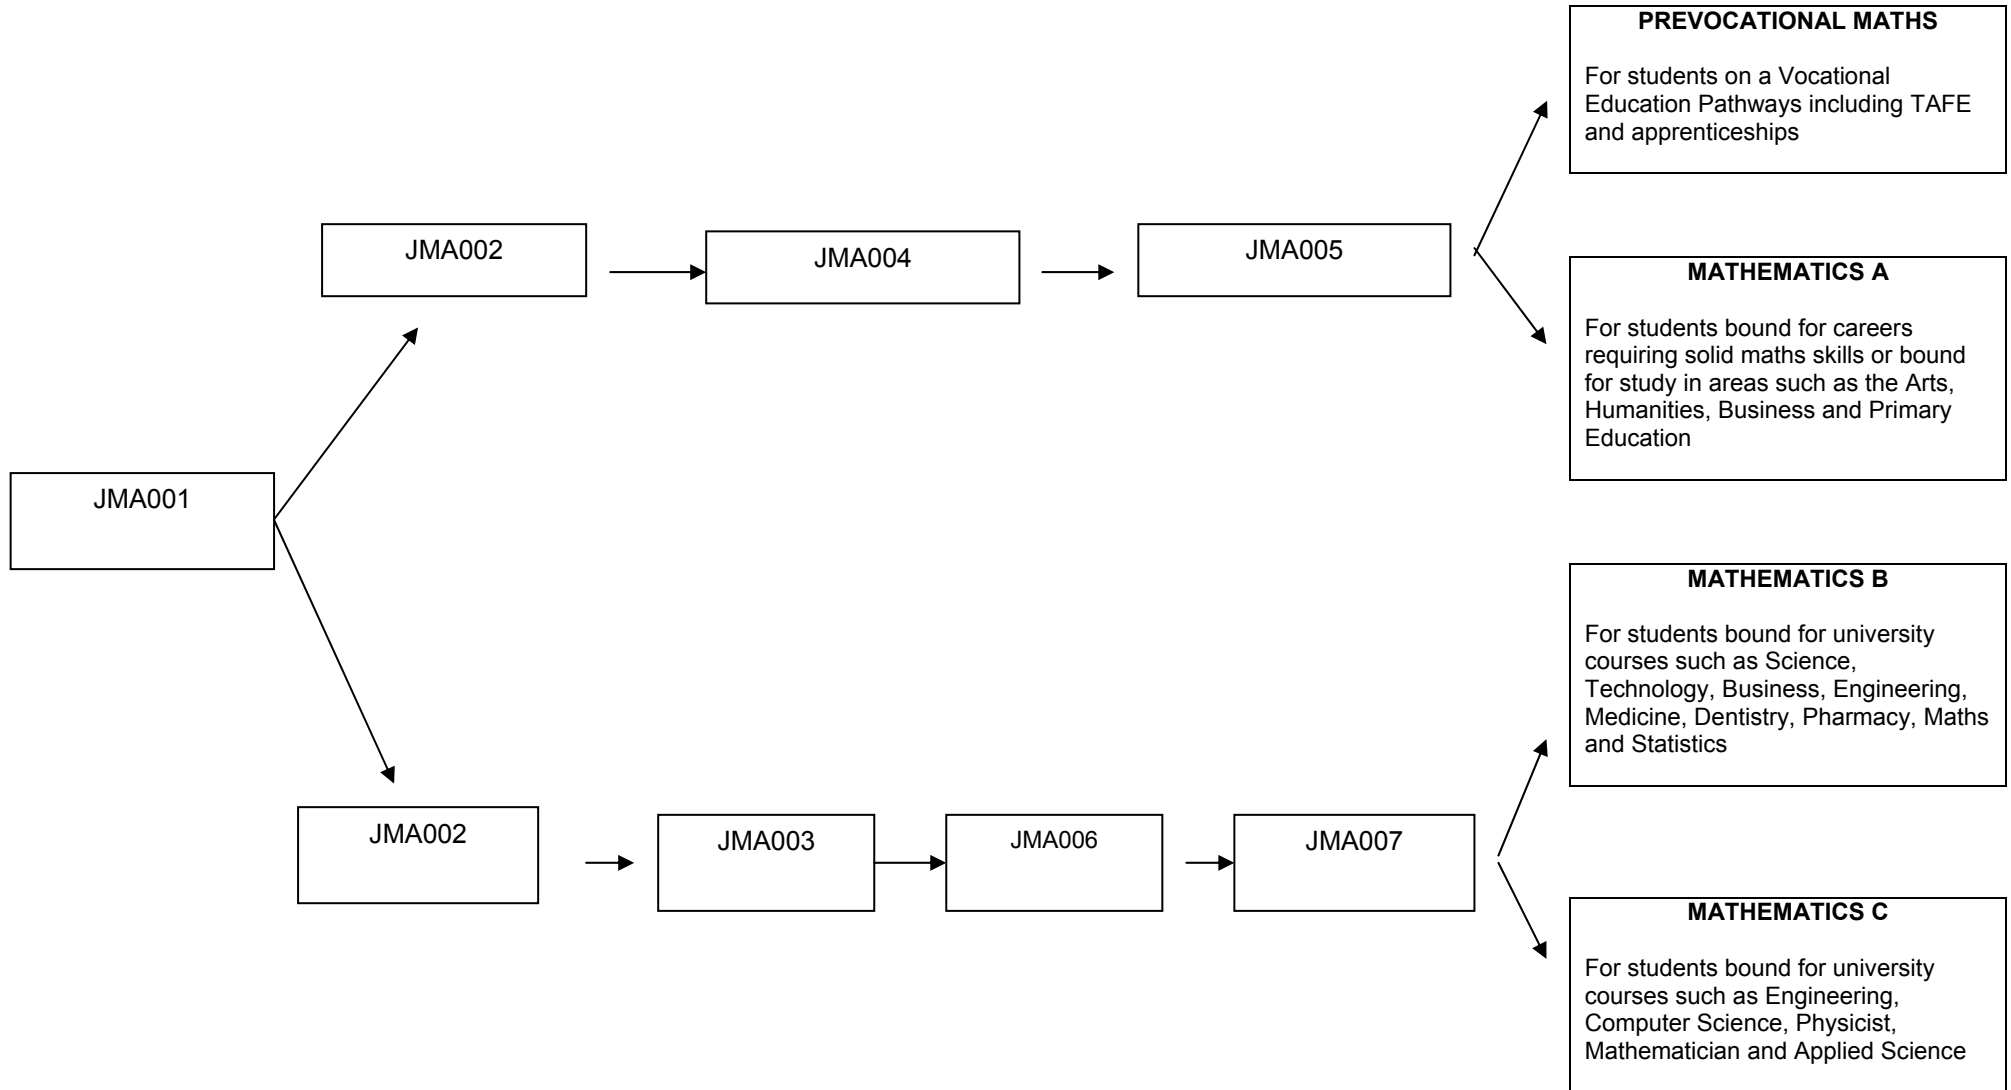 PREVOCATIONAL MATHS
For students on a Vocational
Education Pathways including TAFE
and apprenticeships
JMA002
JMA004
JMA005
MATHEMATICS A
For students bound for careers
requiring solid maths skills or bound
for study in areas such as the Arts,
Humanities, Business and Primary
Education
JMA001
MATHEMATICS B
For students bound for university
courses such as Science,
Technology, Business, Engineering,
Medicine, Dentistry, Pharmacy, Maths
and Statistics
JMA002
JMA003
JMA006
JMA007
MATHEMATICS C
For students bound for university
courses such as Engineering,
Computer Science, Physicist,
Mathematician and Applied Science